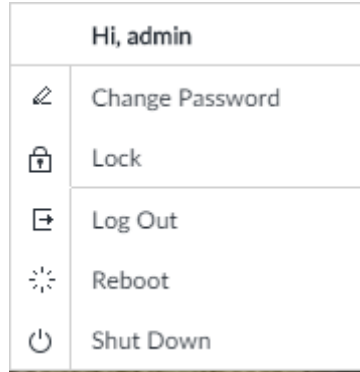 Hi, admin
Change Password
Lock
Log Out
Reboot
Shut Down